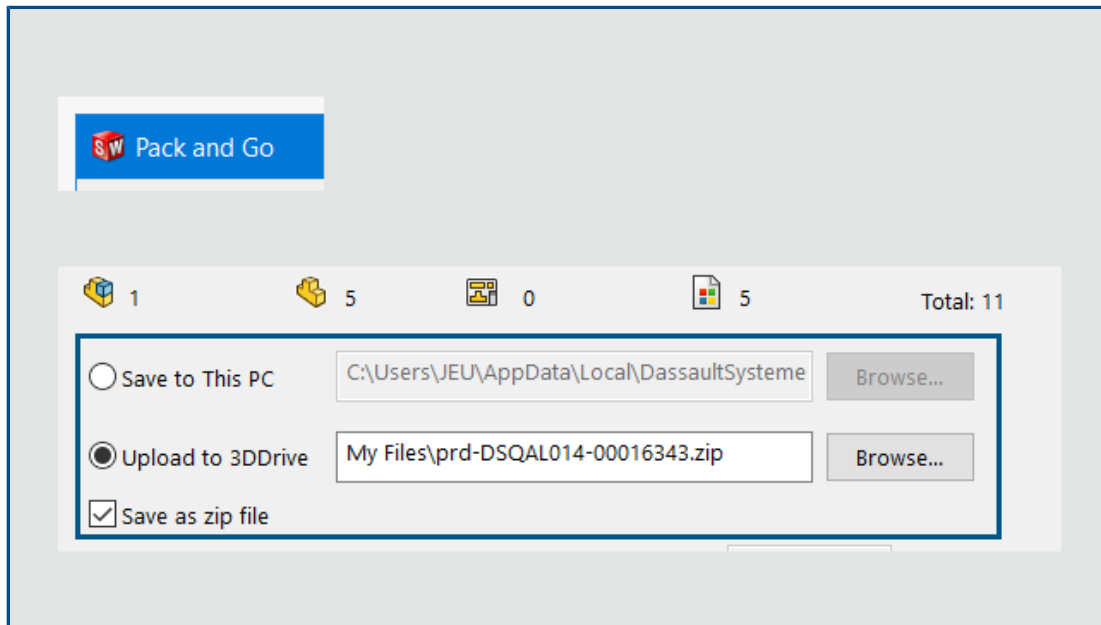 SW Pack and Go
1 5 0 5 Total: 11
Save to This PC C:\Users\JEU\AppData\Local\DassaultSysteme Browse...
Upload to 3DDrive My Files\prd-DSQAL014-00016343.zip Browse...
Save as zip file